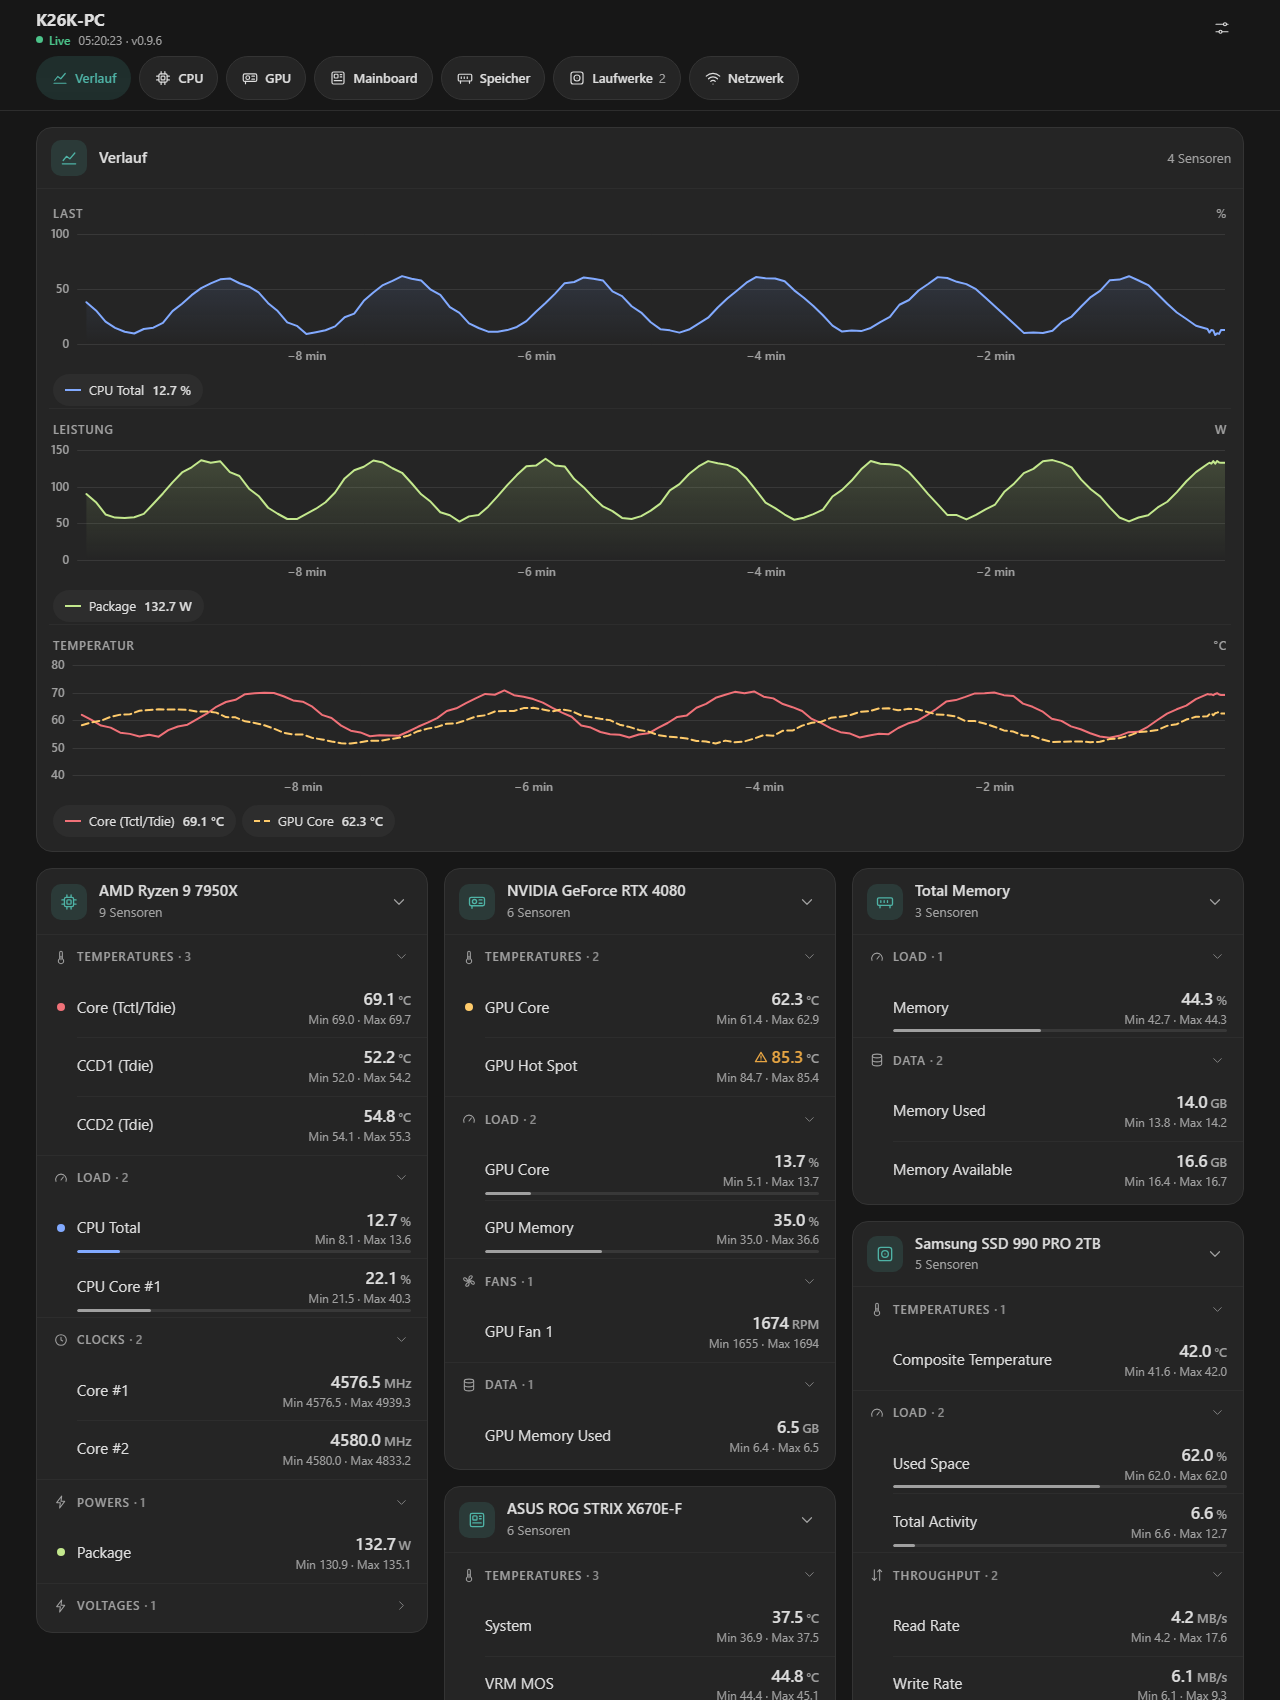 K26K-PC
Live 05:20:23 · v0.9.6
Verlauf
CPU
GPU
Mainboard
Speicher
Laufwerke 2
Netzwerk
Verlauf
4 Sensoren
LAST
%
100
50
0
−8 min
−6 min
−4 min
−2 min
CPU Total 12.7 %
LEISTUNG
W
150
100
50
0
−8 min
−6 min
−4 min
−2 min
Package 132.7 W
TEMPERATUR
°C
80
70
60
50
40
−8 min
−6 min
−4 min
−2 min
Core (Tctl/Tdie) 69.1 °C
GPU Core 62.3 °C
AMD Ryzen 9 7950X
9 Sensoren
TEMPERATURES · 3
Core (Tctl/Tdie)
69.1 °C
Min 69.0 · Max 69.7
CCD1 (Tdie)
52.2 °C
Min 52.0 · Max 54.2
CCD2 (Tdie)
54.8 °C
Min 54.1 · Max 55.3
LOAD · 2
CPU Total
12.7 %
Min 8.1 · Max 13.6
CPU Core #1
22.1 %
Min 21.5 · Max 40.3
CLOCKS · 2
Core #1
4576.5 MHz
Min 4576.5 · Max 4939.3
Core #2
4580.0 MHz
Min 4580.0 · Max 4833.2
POWERS · 1
Package
132.7 W
Min 130.9 · Max 135.1
VOLTAGES · 1
NVIDIA GeForce RTX 4080
6 Sensoren
TEMPERATURES · 2
GPU Core
62.3 °C
Min 61.4 · Max 62.9
GPU Hot Spot
85.3 °C
Min 84.7 · Max 85.4
LOAD · 2
GPU Core
13.7 %
Min 5.1 · Max 13.7
GPU Memory
35.0 %
Min 35.0 · Max 36.6
FANS · 1
GPU Fan 1
1674 RPM
Min 1655 · Max 1694
DATA · 1
GPU Memory Used
6.5 GB
Min 6.4 · Max 6.5
ASUS ROG STRIX X670E-F
6 Sensoren
TEMPERATURES · 3
System
37.5 °C
Min 36.9 · Max 37.5
VRM MOS
44.8 °C
Min 44.4 · Max 45.1
Total Memory
3 Sensoren
LOAD · 1
Memory
44.3 %
Min 42.7 · Max 44.3
DATA · 2
Memory Used
14.0 GB
Min 13.8 · Max 14.2
Memory Available
16.6 GB
Min 16.4 · Max 16.7
Samsung SSD 990 PRO 2TB
5 Sensoren
TEMPERATURES · 1
Composite Temperature
42.0 °C
Min 41.6 · Max 42.0
LOAD · 2
Used Space
62.0 %
Min 62.0 · Max 62.0
Total Activity
6.6 %
Min 6.6 · Max 12.7
THROUGHPUT · 2
Read Rate
4.2 MB/s
Min 4.2 · Max 17.6
Write Rate
6.1 MB/s
Min 6.1 · Max 9.3